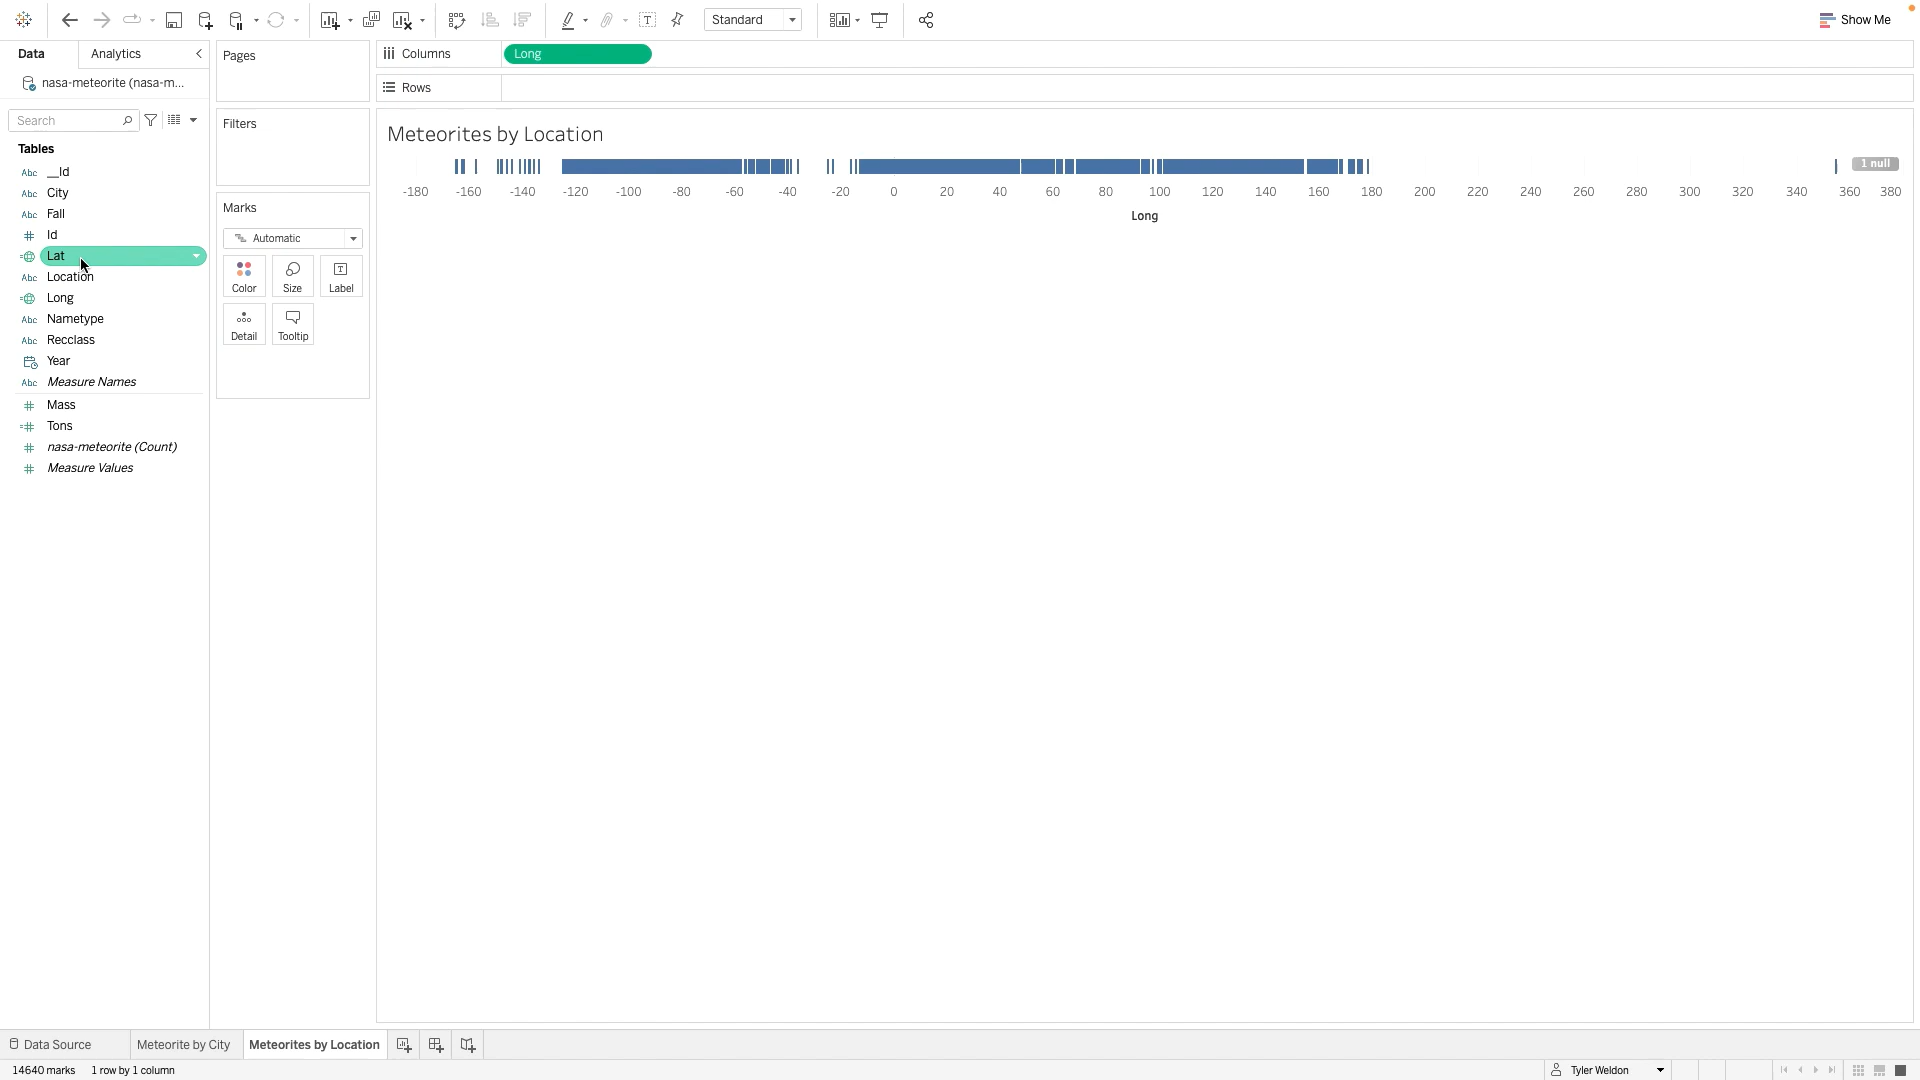 Standard
Show Me
Data
Analytics
nasa-meteorite (nasa-m...
Search
Tables
Abc __Id
Abc City
Abc Fall
Id
Lat
Abc Location
Long
Abc Nametype
Abc Recclass
Year
Abc Measure Names
Mass
Tons
nasa-meteorite (Count)
Measure Values
Pages
Filters
Marks
Automatic
Color Size Label
Detail Tooltip
Columns Long
Rows
Meteorites by Location
1 null
-180 -160 -140 -120 -100 -80 -60 -40 -20 0 20 40 60 80 100 120 140 160 180 200 220 240 260 280 300 320 340 360 380
Long
Data Source Meteorite by City Meteorites by Location
14640 marks 1 row by 1 column Tyler Weldon